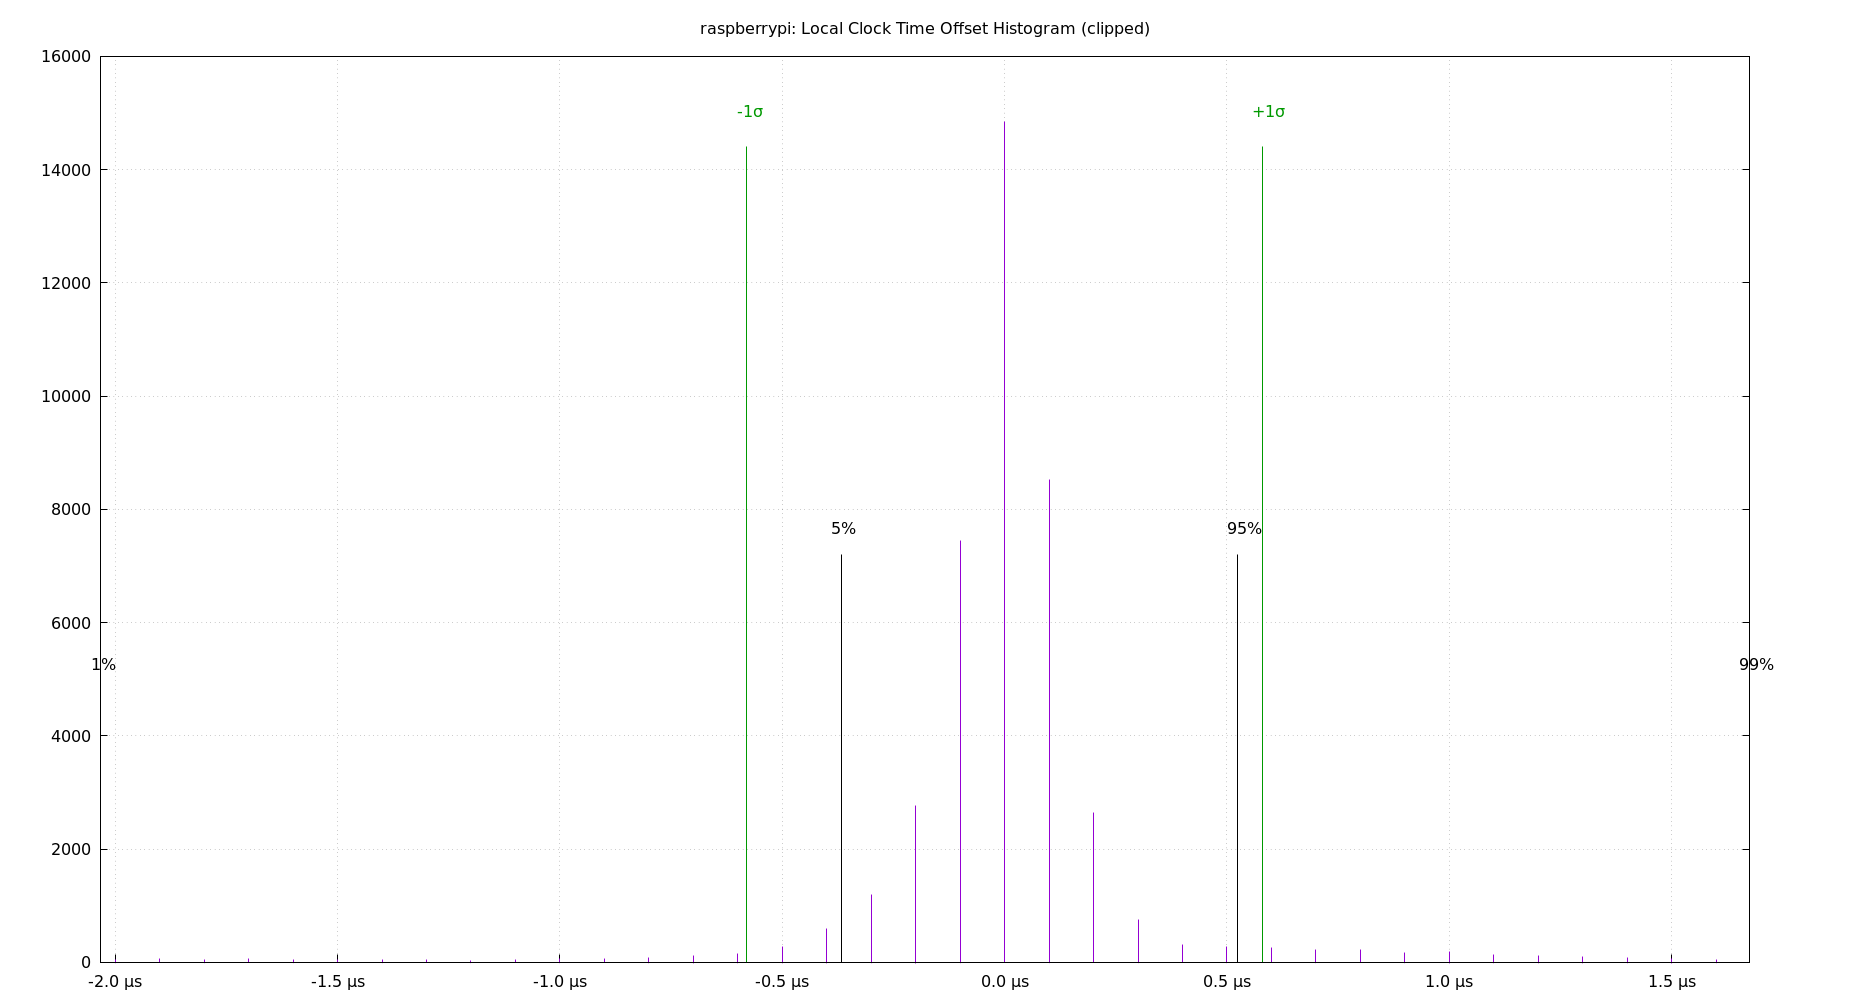 raspberrypi: Local Clock Time Offset Histogram (clipped)
16000
-1σ
+1σ
14000
12000
10000
8000
5%
95%
6000
1%
99%
4000
2000
0
-2.0 µs
-1.5 µs
-1.0 µs
-0.5 µs
0.0 µs
0.5 µs
1.0 µs
1.5 µs